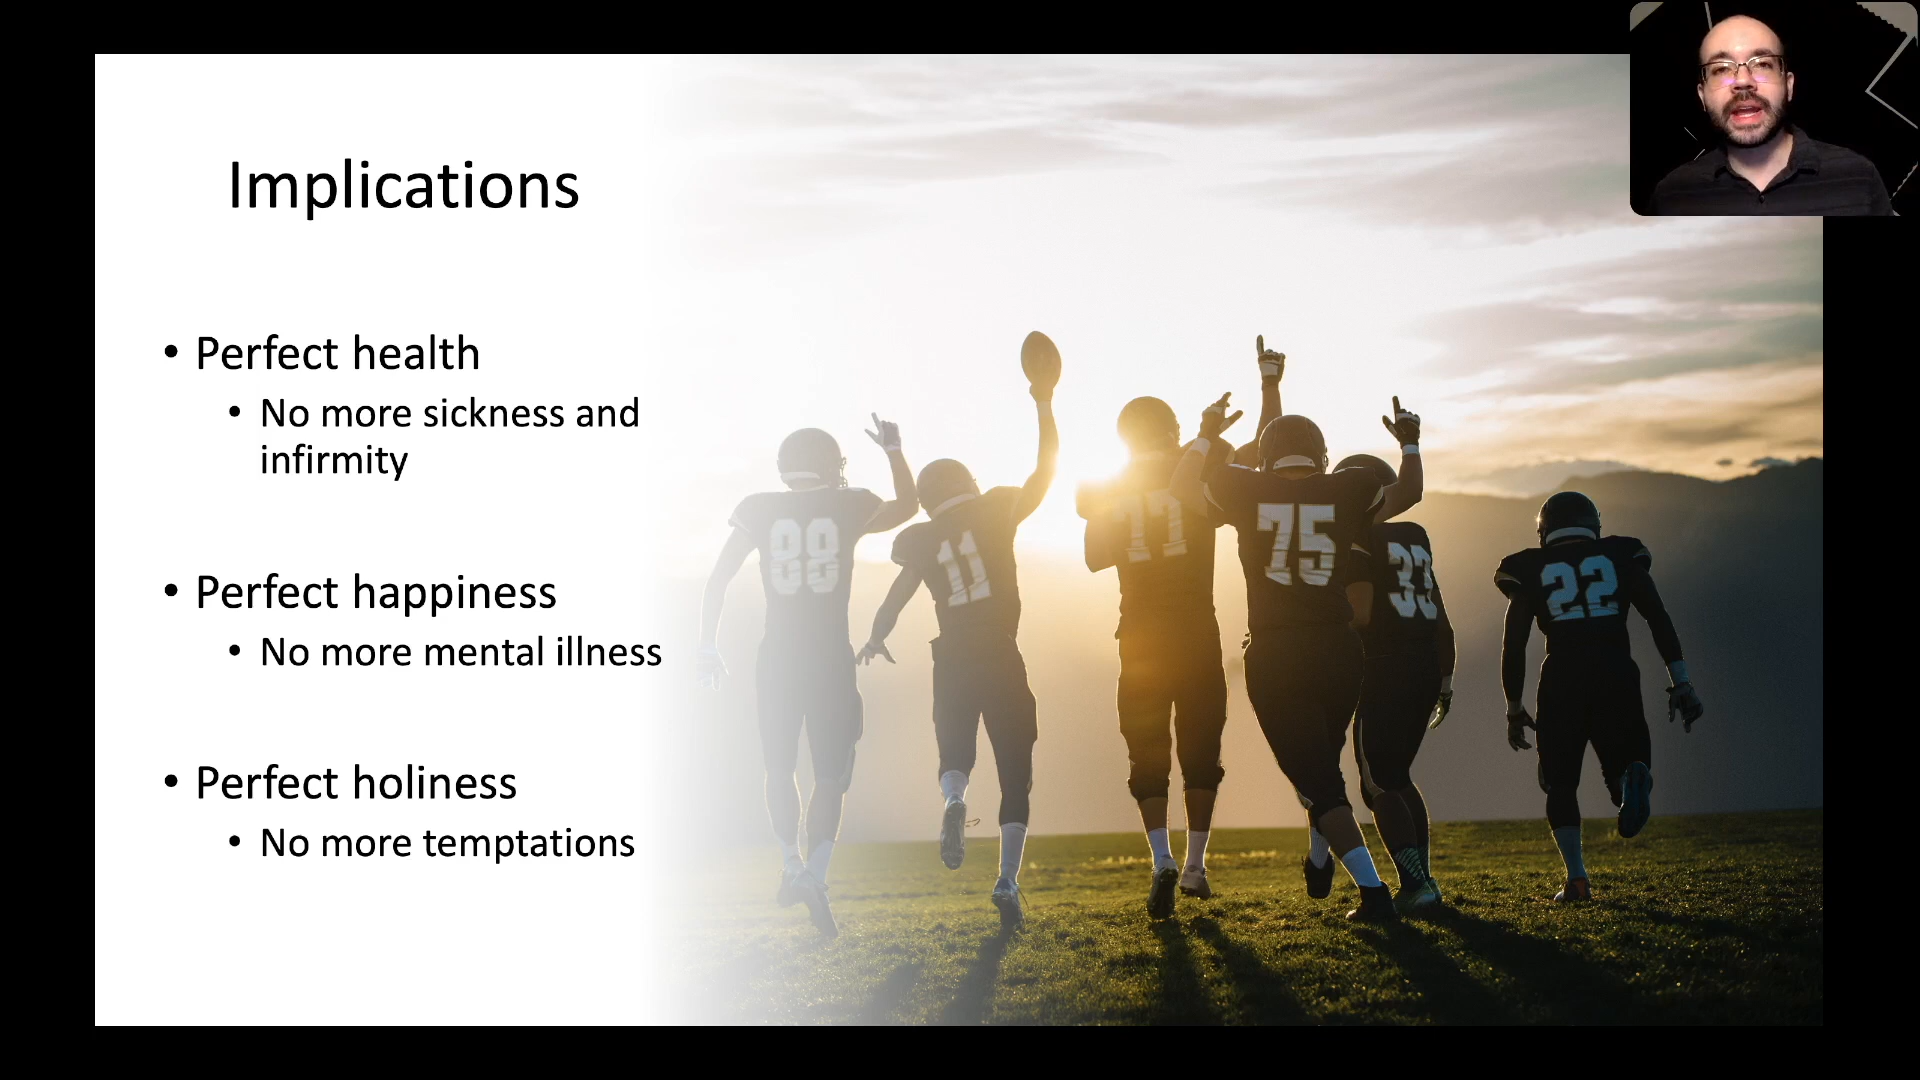 Implications
• Perfect health
• No more sickness and
infirmity
• Perfect happiness
• No more mental illness
• Perfect holiness
• No more temptations
88
11
77
75
33
22